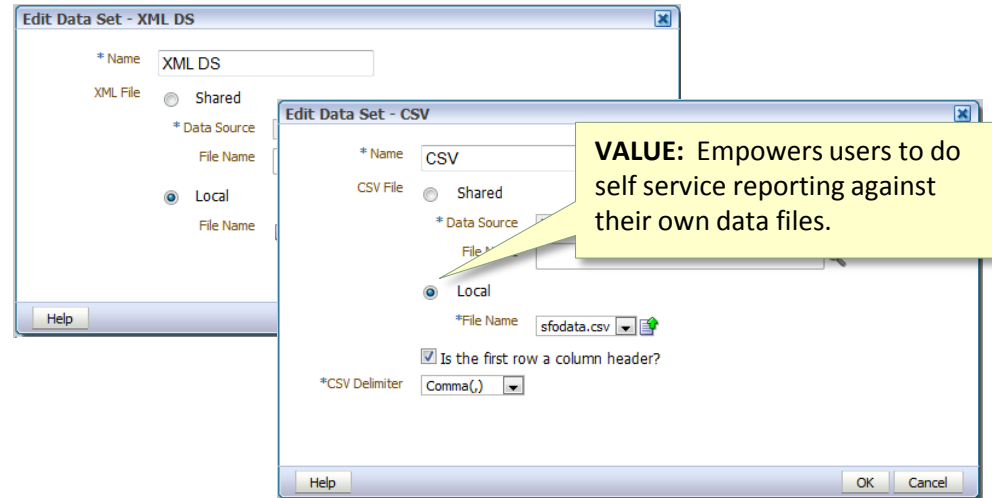 Edit Data Set - XML DS
* Name XML DS
XML File Shared
* Data Source
File Name
Local
File Name
Help
Edit Data Set - CSV
* Name CSV
CSV File Shared
* Data Source
File Name
Local
*File Name sfodata.csv
Is the first row a column header?
*CSV Delimiter Comma(,)
Help OK Cancel
VALUE: Empowers users to do
self service reporting against
their own data files.